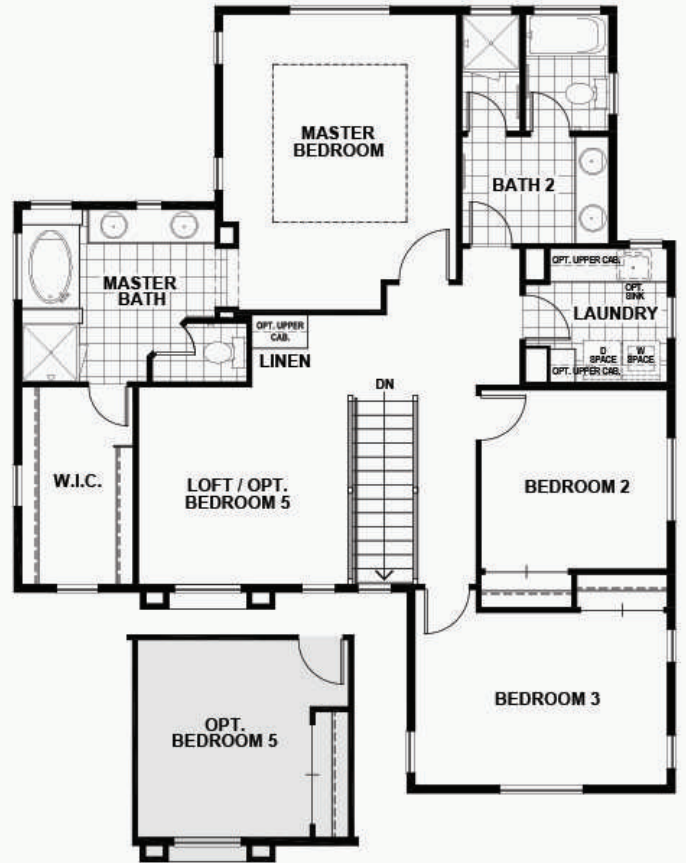 MASTER
BEDROOM
BATH 2
MASTER
BATH
OPT. UPPER CAB.
OPT.
SINK
LAUNDRY
D
SPACE
W
SPACE
OPT. UPPER CAB.
OPT. UPPER
CAB.
LINEN
DN
W.I.C.
LOFT / OPT.
BEDROOM 5
BEDROOM 2
BEDROOM 3
OPT.
BEDROOM 5